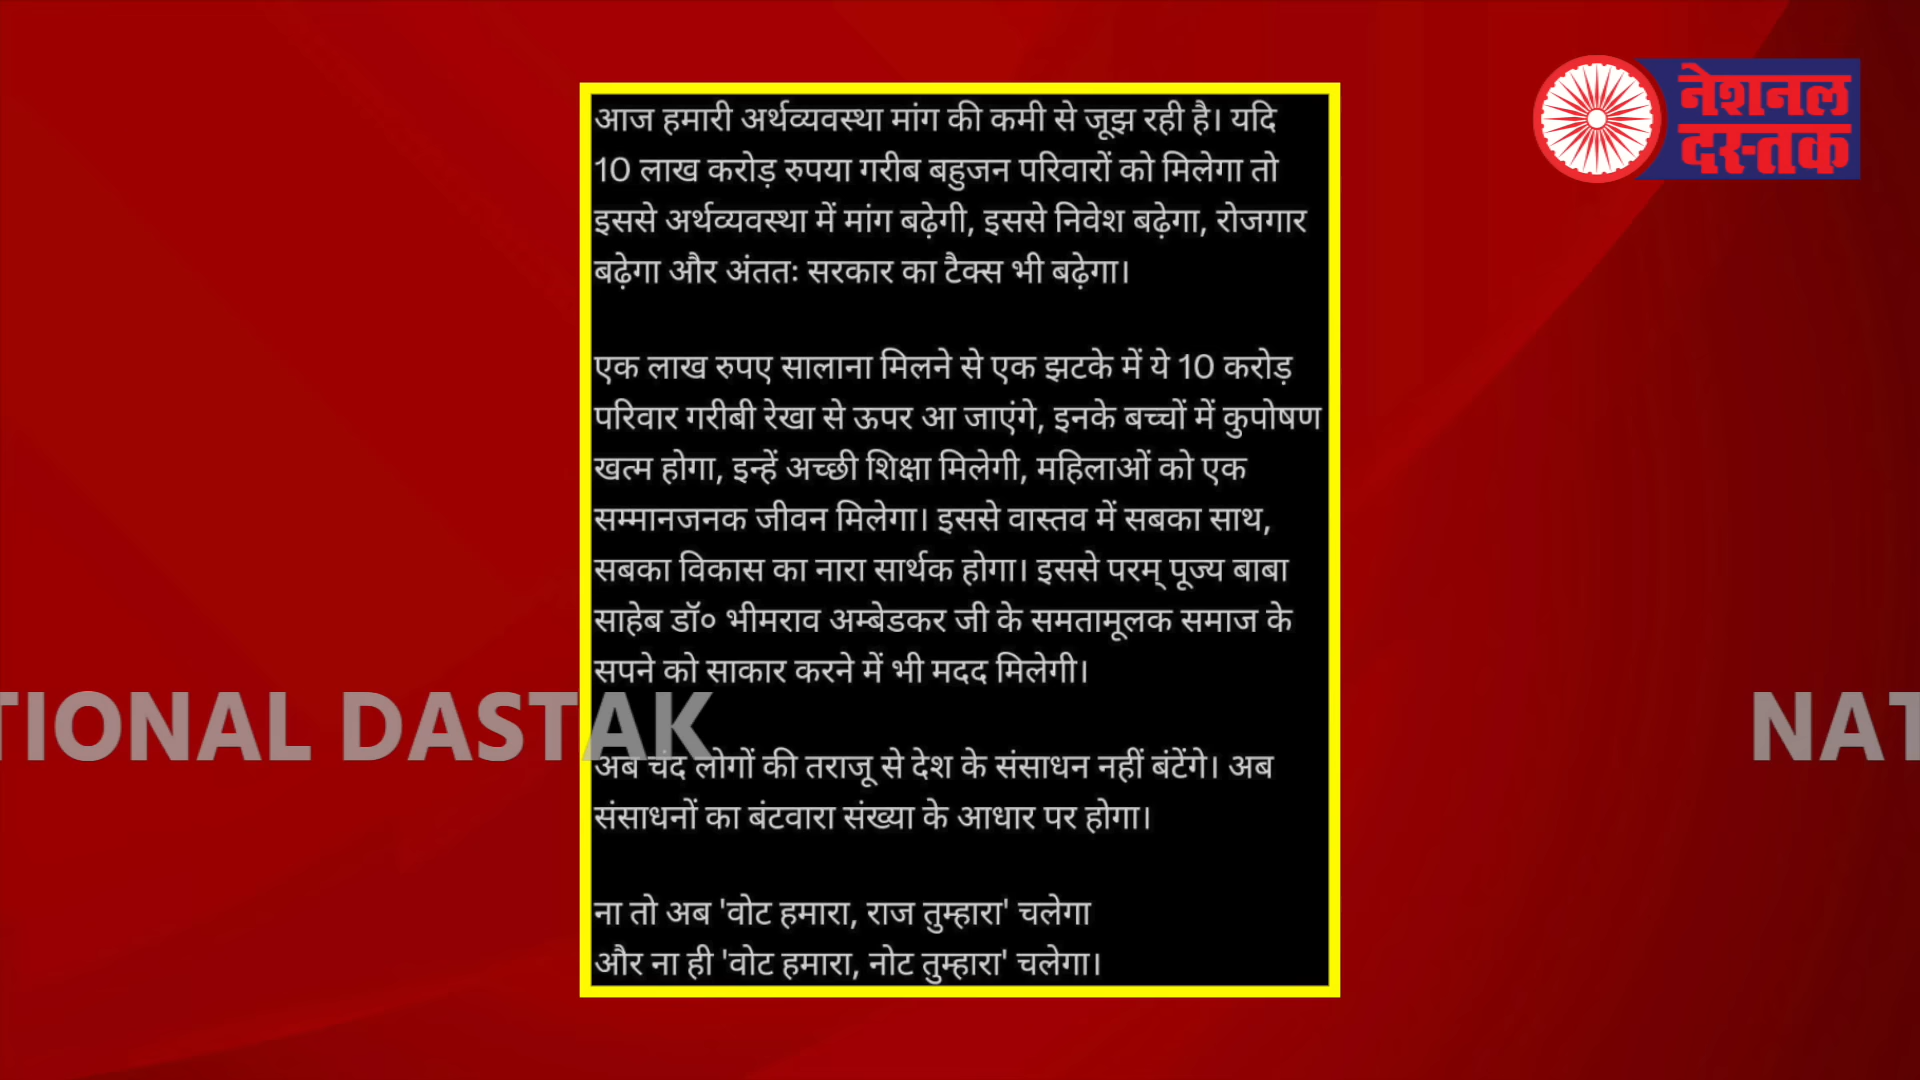 नेशनल
दस्तक
आज हमारी अर्थव्यवस्था मांग की कमी से जूझ रही है। यदि
10 लाख करोड़ रुपया गरीब बहुजन परिवारों को मिलेगा तो
इससे अर्थव्यवस्था में मांग बढ़ेगी, इससे निवेश बढ़ेगा, रोजगार
बढ़ेगा और अंततः सरकार का टैक्स भी बढ़ेगा।
एक लाख रुपए सालाना मिलने से एक झटके में ये 10 करोड़
परिवार गरीबी रेखा से ऊपर आ जाएंगे, इनके बच्चों में कुपोषण
खत्म होगा, इन्हें अच्छी शिक्षा मिलेगी, महिलाओं को एक
सम्मानजनक जीवन मिलेगा। इससे वास्तव में सबका साथ,
सबका विकास का नारा सार्थक होगा। इससे परम् पूज्य बाबा
साहेब डॉ० भीमराव अम्बेडकर जी के समतामूलक समाज के
सपने को साकार करने में भी मदद मिलेगी।
TIONAL DASTAK
NAT
अब चंद लोगों की तराजू से देश के संसाधन नहीं बंटेंगे। अब
संसाधनों का बंटवारा संख्या के आधार पर होगा।
ना तो अब 'वोट हमारा, राज तुम्हारा' चलेगा
और ना ही 'वोट हमारा, नोट तुम्हारा' चलेगा।